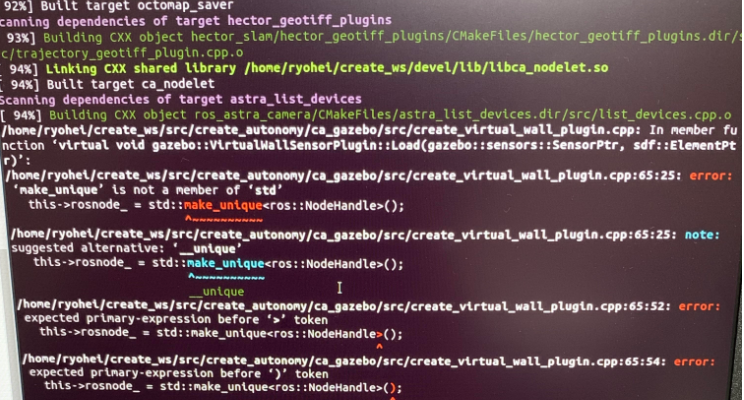 92%] Built target octomap_saver
canning dependencies of target hector_geotiff_plugins
93%] Building CXX object hector_slam/hector_geotiff_plugins/CMakeFiles/hector_geotiff_plugins.dir/s
c/trajectory_geotiff_plugin.cpp.o
[ 94%] Linking CXX shared library /home/ryohei/create_ws/devel/lib/libca_nodelet.so
[ 94%] Built target ca_nodelet
Scanning dependencies of target astra_list_devices
[ 94%] Building CXX object ros_astra_camera/CMakeFiles/astra_list_devices.dir/src/list_devices.cpp.o
/home/ryohei/create_ws/src/create_autonomy/ca_gazebo/src/create_virtual_wall_plugin.cpp: In member fu
nction ‘virtual void gazebo::VirtualWallSensorPlugin::Load(gazebo::sensors::SensorPtr, sdf::ElementPt
r)’:
/home/ryohei/create_ws/src/create_autonomy/ca_gazebo/src/create_virtual_wall_plugin.cpp:65:25: error:
‘make_unique’ is not a member of ‘std’
this->rosnode_ = std::make_unique<ros::NodeHandle>();
^~~~~~~~~~~
/home/ryohei/create_ws/src/create_autonomy/ca_gazebo/src/create_virtual_wall_plugin.cpp:65:25: note:
suggested alternative: ‘__unique’
this->rosnode_ = std::make_unique<ros::NodeHandle>();
^~~~~~~~~~~
__unique
/home/ryohei/create_ws/src/create_autonomy/ca_gazebo/src/create_virtual_wall_plugin.cpp:65:52: error:
expected primary-expression before ‘>’ token
this->rosnode_ = std::make_unique<ros::NodeHandle>();
^
/home/ryohei/create_ws/src/create_autonomy/ca_gazebo/src/create_virtual_wall_plugin.cpp:65:54: error:
expected primary-expression before ‘)’ token
this->rosnode_ = std::make_unique<ros::NodeHandle>();
^